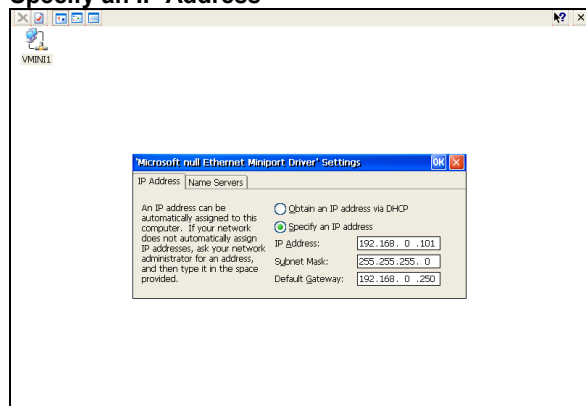 Specify an IP Address
VMINI1
'Microsoft null Ethernet Miniport Driver' Settings OK
IP Address Name Servers
An IP address can be
automatically assigned to this
computer. If your network
does not automatically assign
IP addresses, ask your network
administrator for an address,
and then type it in the space
provided.
Obtain an IP address via DHCP
Specify an IP address
IP Address: 192.168. 0 .101
Subnet Mask: 255.255.255. 0
Default Gateway: 192.168. 0 .250